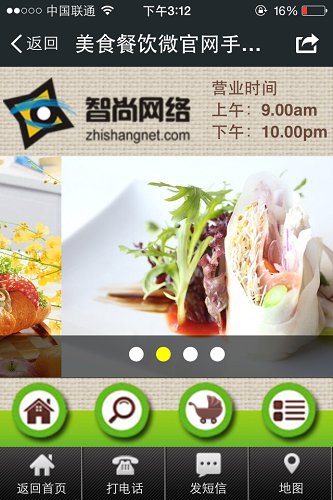 中国联通 下午3:12 16%
返回 美食餐饮微官网手...
智尚网络
zhishangnet.com
营业时间
上午：9.00am
下午：10.00pm
返回首页 打电话 发短信 地图